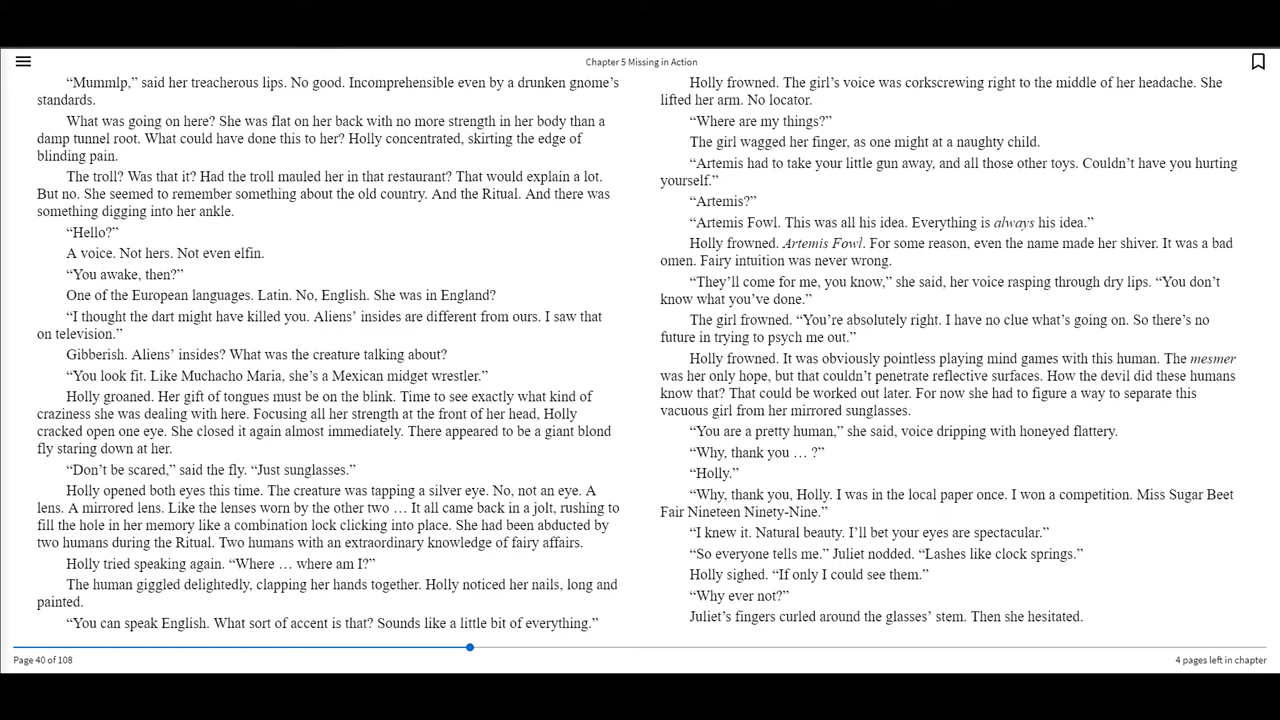 Chapter 5 Missing in Action
“Mummlp,” said her treacherous lips. No good. Incomprehensible even by a drunken gnome’s
standards.
What was going on here? She was flat on her back with no more strength in her body than a
damp tunnel root. What could have done this to her? Holly concentrated, skirting the edge of
blinding pain.
The troll? Was that it? Had the troll mauled her in that restaurant? That would explain a lot.
But no. She seemed to remember something about the old country. And the Ritual. And there was
something digging into her ankle.
“Hello?”
A voice. Not hers. Not even elfin.
“You awake, then?”
One of the European languages. Latin. No, English. She was in England?
“I thought the dart might have killed you. Aliens’ insides are different from ours. I saw that
on television.”
Gibberish. Aliens’ insides? What was the creature talking about?
“You look fit. Like Muchacho Maria, she’s a Mexican midget wrestler.”
Holly groaned. Her gift of tongues must be on the blink. Time to see exactly what kind of
craziness she was dealing with here. Focusing all her strength at the front of her head, Holly
cracked open one eye. She closed it again almost immediately. There appeared to be a giant blond
fly staring down at her.
“Don’t be scared,” said the fly. “Just sunglasses.”
Holly opened both eyes this time. The creature was tapping a silver eye. No, not an eye. A
lens. A mirrored lens. Like the lenses worn by the other two … It all came back in a jolt, rushing to
fill the hole in her memory like a combination lock clicking into place. She had been abducted by
two humans during the Ritual. Two humans with an extraordinary knowledge of fairy affairs.
Holly tried speaking again. “Where … where am I?”
The human giggled delightedly, clapping her hands together. Holly noticed her nails, long and
painted.
“You can speak English. What sort of accent is that? Sounds like a little bit of everything.”
Holly frowned. The girl’s voice was corkscrewing right to the middle of her headache. She
lifted her arm. No locator.
“Where are my things?”
The girl wagged her finger, as one might at a naughty child.
“Artemis had to take your little gun away, and all those other toys. Couldn’t have you hurting
yourself.”
“Artemis?”
“Artemis Fowl. This was all his idea. Everything is always his idea.”
Holly frowned. Artemis Fowl. For some reason, even the name made her shiver. It was a bad
omen. Fairy intuition was never wrong.
“They’ll come for me, you know,” she said, her voice rasping through dry lips. “You don’t
know what you’ve done.”
The girl frowned. “You’re absolutely right. I have no clue what’s going on. So there’s no
future in trying to psych me out.”
Holly frowned. It was obviously pointless playing mind games with this human. The mesmer
was her only hope, but that couldn’t penetrate reflective surfaces. How the devil did these humans
know that? That could be worked out later. For now she had to figure a way to separate this
vacuous girl from her mirrored sunglasses.
“You are a pretty human,” she said, voice dripping with honeyed flattery.
“Why, thank you … ?”
“Holly.”
“Why, thank you, Holly. I was in the local paper once. I won a competition. Miss Sugar Beet
Fair Nineteen Ninety-Nine.”
“I knew it. Natural beauty. I’ll bet your eyes are spectacular.”
“So everyone tells me.” Juliet nodded. “Lashes like clock springs.”
Holly sighed. “If only I could see them.”
“Why ever not?”
Juliet’s fingers curled around the glasses’ stem. Then she hesitated.
Page 40 of 108
4 pages left in chapter